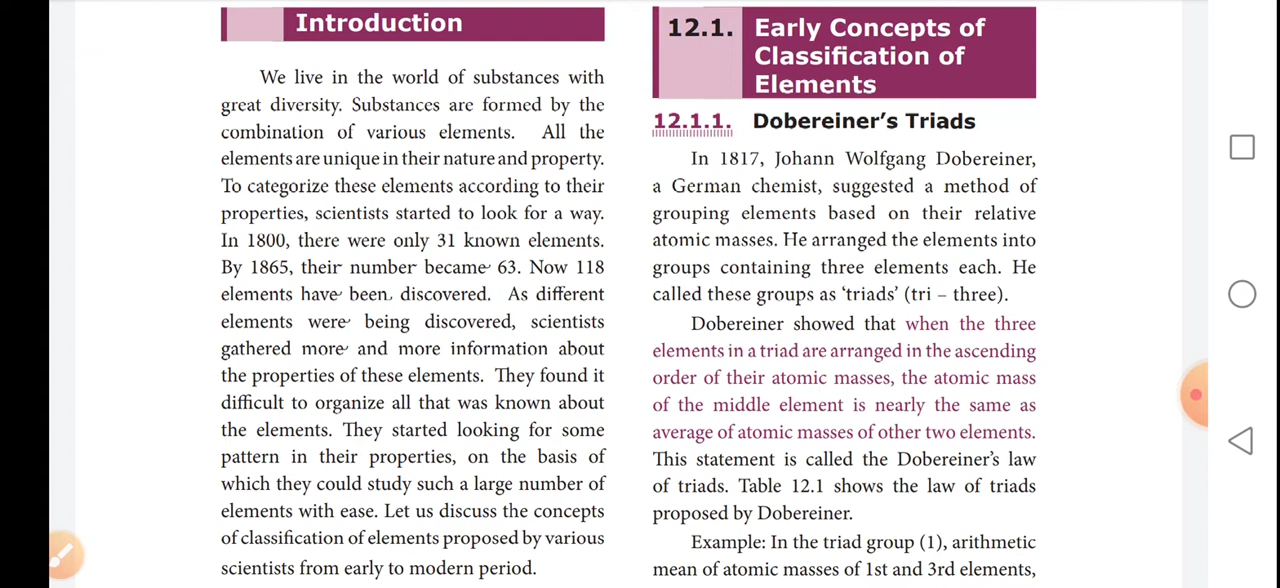 Introduction
We live in the world of substances with
great diversity. Substances are formed by the
combination of various elements. All the
elements are unique in their nature and property.
To categorize these elements according to their
properties, scientists started to look for a way.
In 1800, there were only 31 known elements.
By 1865, their number became 63. Now 118
elements have been discovered. As different
elements were being discovered, scientists
gathered more and more information about
the properties of these elements. They found it
difficult to organize all that was known about
the elements. They started looking for some
pattern in their properties, on the basis of
which they could study such a large number of
elements with ease. Let us discuss the concepts
of classification of elements proposed by various
scientists from early to modern period.
12.1. Early Concepts of
Classification of
Elements
12.1.1. Dobereiner’s Triads
In 1817, Johann Wolfgang Dobereiner,
a German chemist, suggested a method of
grouping elements based on their relative
atomic masses. He arranged the elements into
groups containing three elements each. He
called these groups as ‘triads’ (tri – three).
Dobereiner showed that when the three
elements in a triad are arranged in the ascending
order of their atomic masses, the atomic mass
of the middle element is nearly the same as
average of atomic masses of other two elements.
This statement is called the Dobereiner’s law
of triads. Table 12.1 shows the law of triads
proposed by Dobereiner.
Example: In the triad group (1), arithmetic
mean of atomic masses of 1st and 3rd elements,